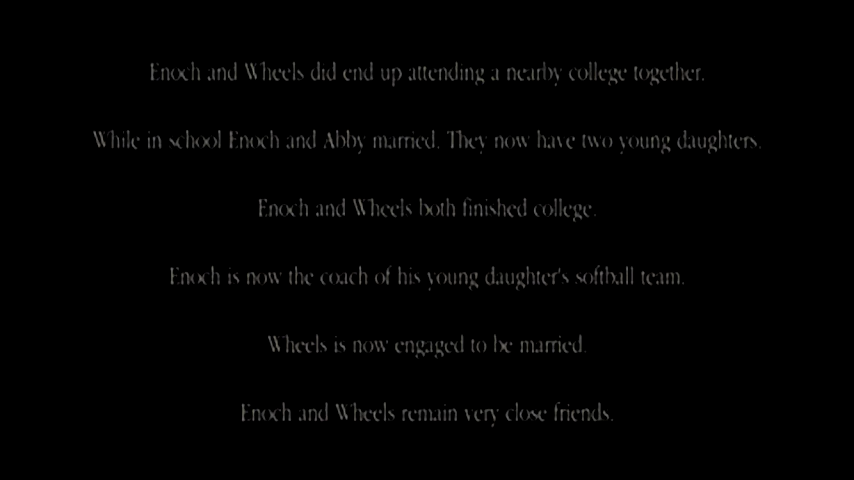 Enoch and Wheels did end up attending a nearby college together.
While in school Enoch and Abby married. They now have two young daughters.
Enoch and Wheels both finished college.
Enoch is now the coach of his young daughter's softball team.
Wheels is now engaged to be married.
Enoch and Wheels remain very close friends.